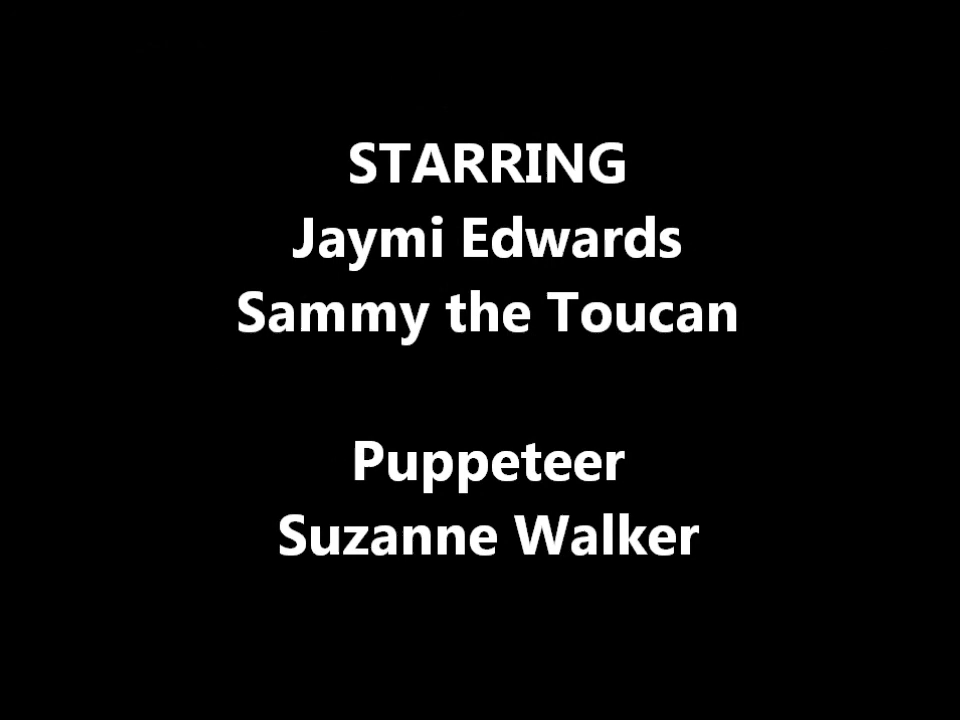 STARRING
Jaymi Edwards
Sammy the Toucan
Puppeteer
Suzanne Walker